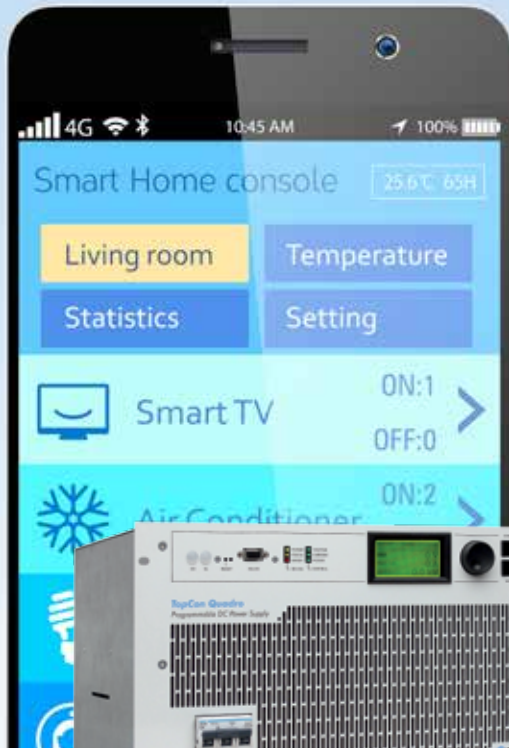 4G 10:45 AM 100%
Smart Home console 25.6℃ 65H
Living room Temperature
Statistics Setting
Smart TV ON:1
OFF:0
Air Conditioner ON:2
TopCon Quadro
Programmable DC Power Supply